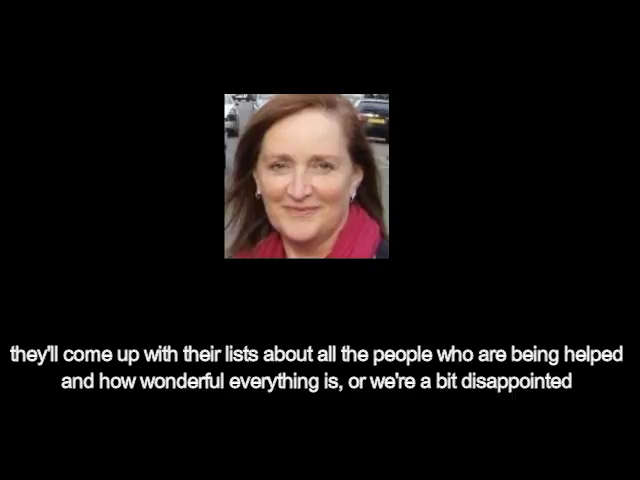 they'll come up with their lists about all the people who are being helped
and how wonderful everything is, or we're a bit disappointed